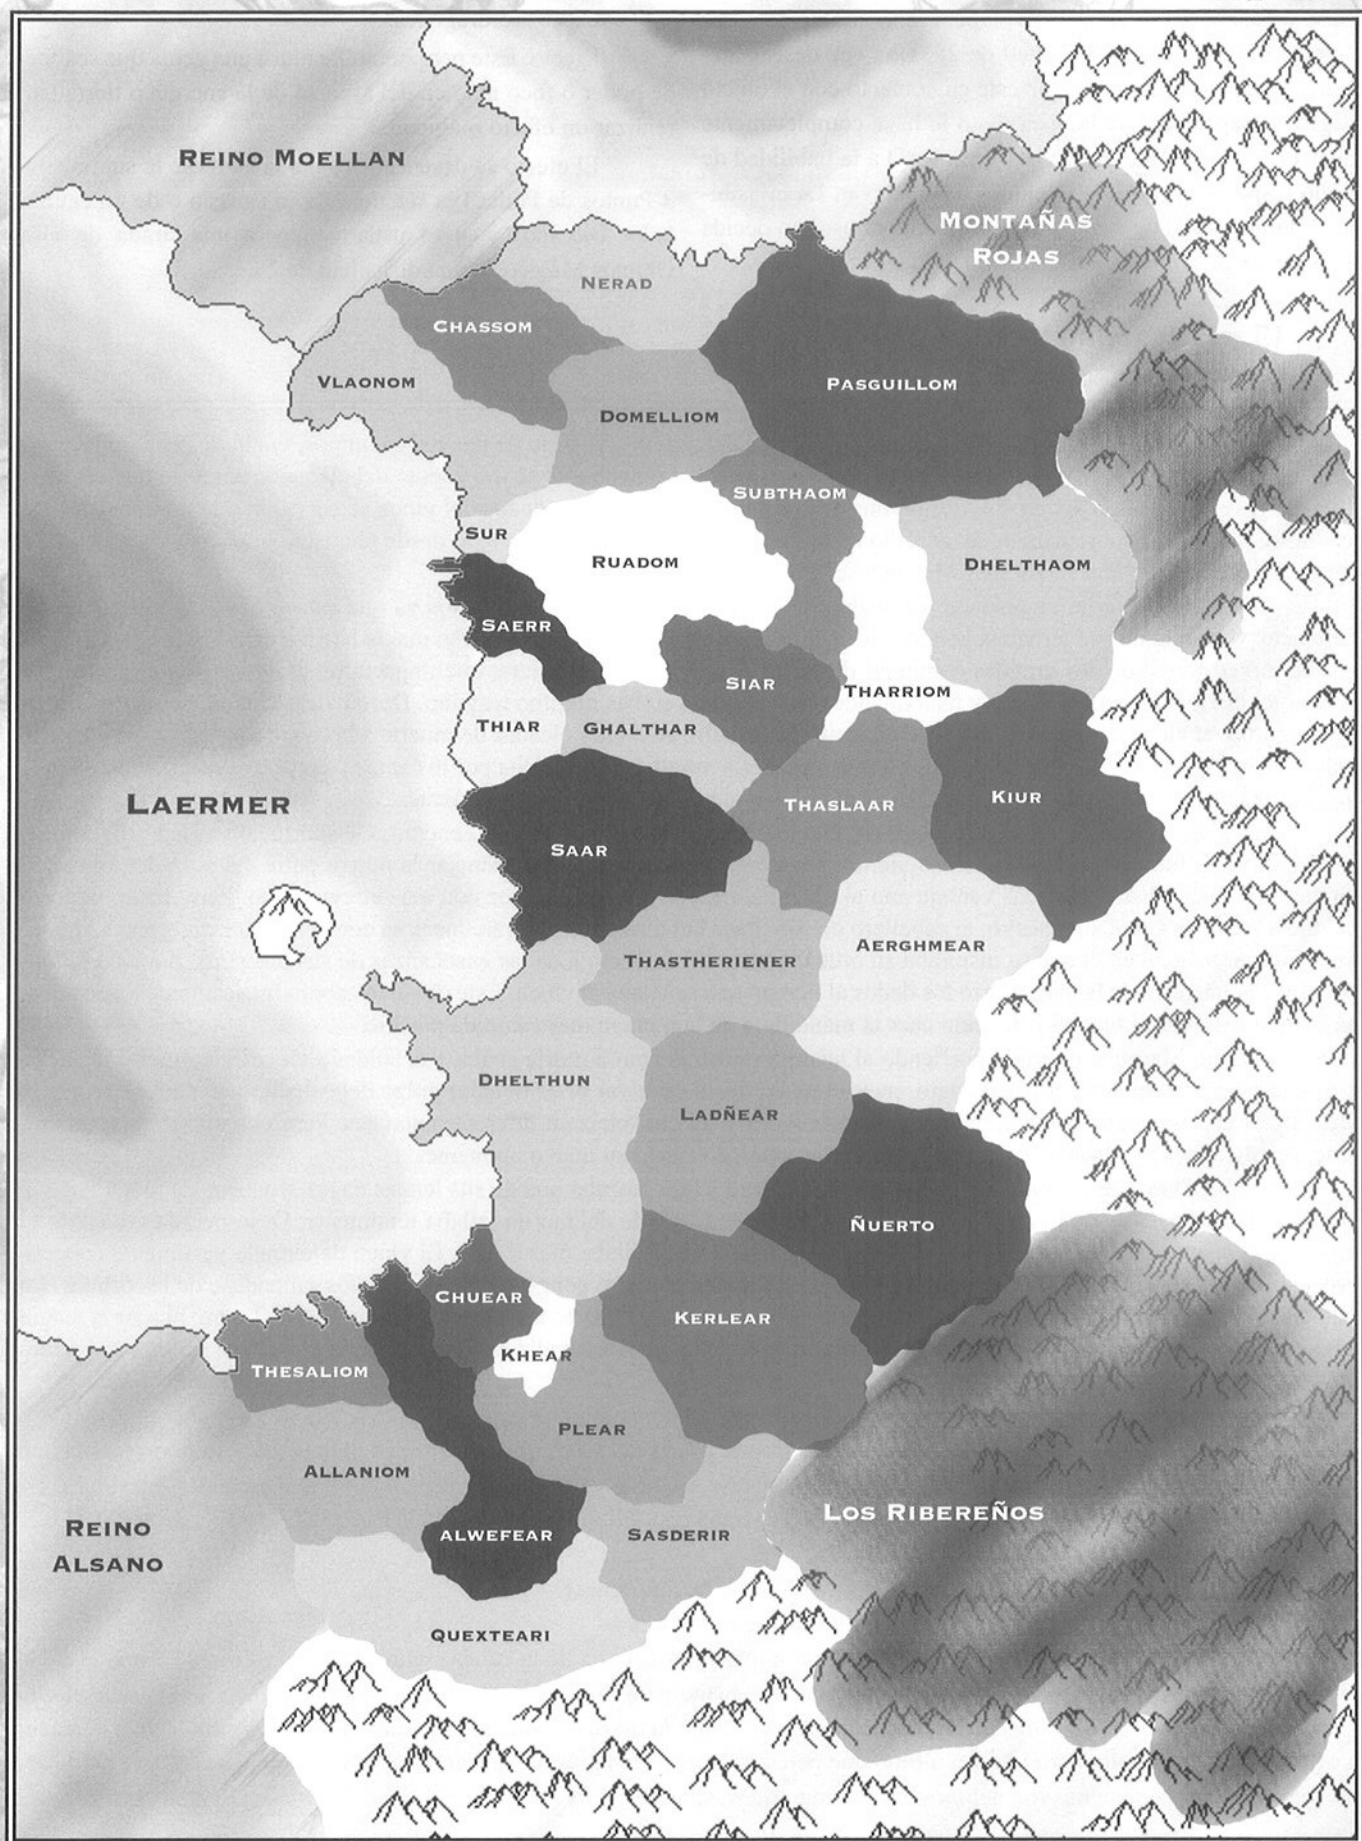 REINO MOELLAN
MONTAÑAS
ROJAS
NERAD
CHASSOM
VLAONOM
PASGUILLOM
DOMELLIOM
SUBTHAOM
SUR
RUADOM
DHELTHAOM
SAERR
SIAR
THARRIOM
THIAR
GHALTHAR
LAERMER
THASLAAR
KIUR
SAAR
AERGHMEAR
THASTHERIENER
DHELTHUN
LADÑEAR
ÑUERTO
CHUEAR
KERLEAR
KHEAR
THESALIOM
PLEAR
ALLANIOM
LOS RIBEREÑOS
REINO
ALSANO
ALWEFEAR
SASDERIR
QUEXTEARI